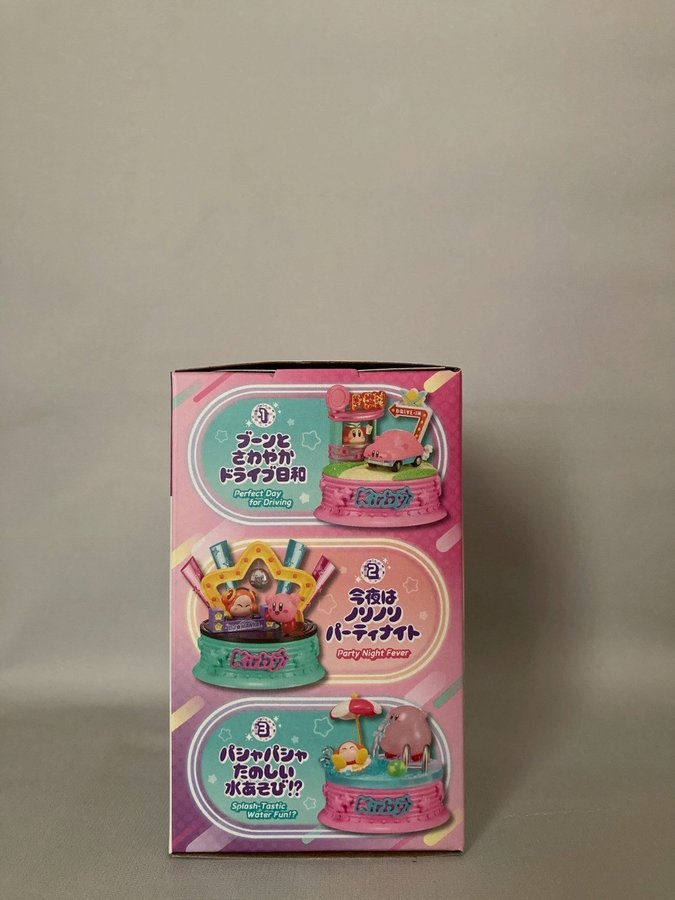 1
ブーンと
さわやか
ドライブ日和
Perfect Day
for Driving
DRIVE-IN
Kirby
2
今夜は
ノリノリ
パーティナイト
Party Night Fever
Kirby
3
パシャパシャ
たのしい
水あそび!?
Splash-Tastic
Water Fun!?
Kirby